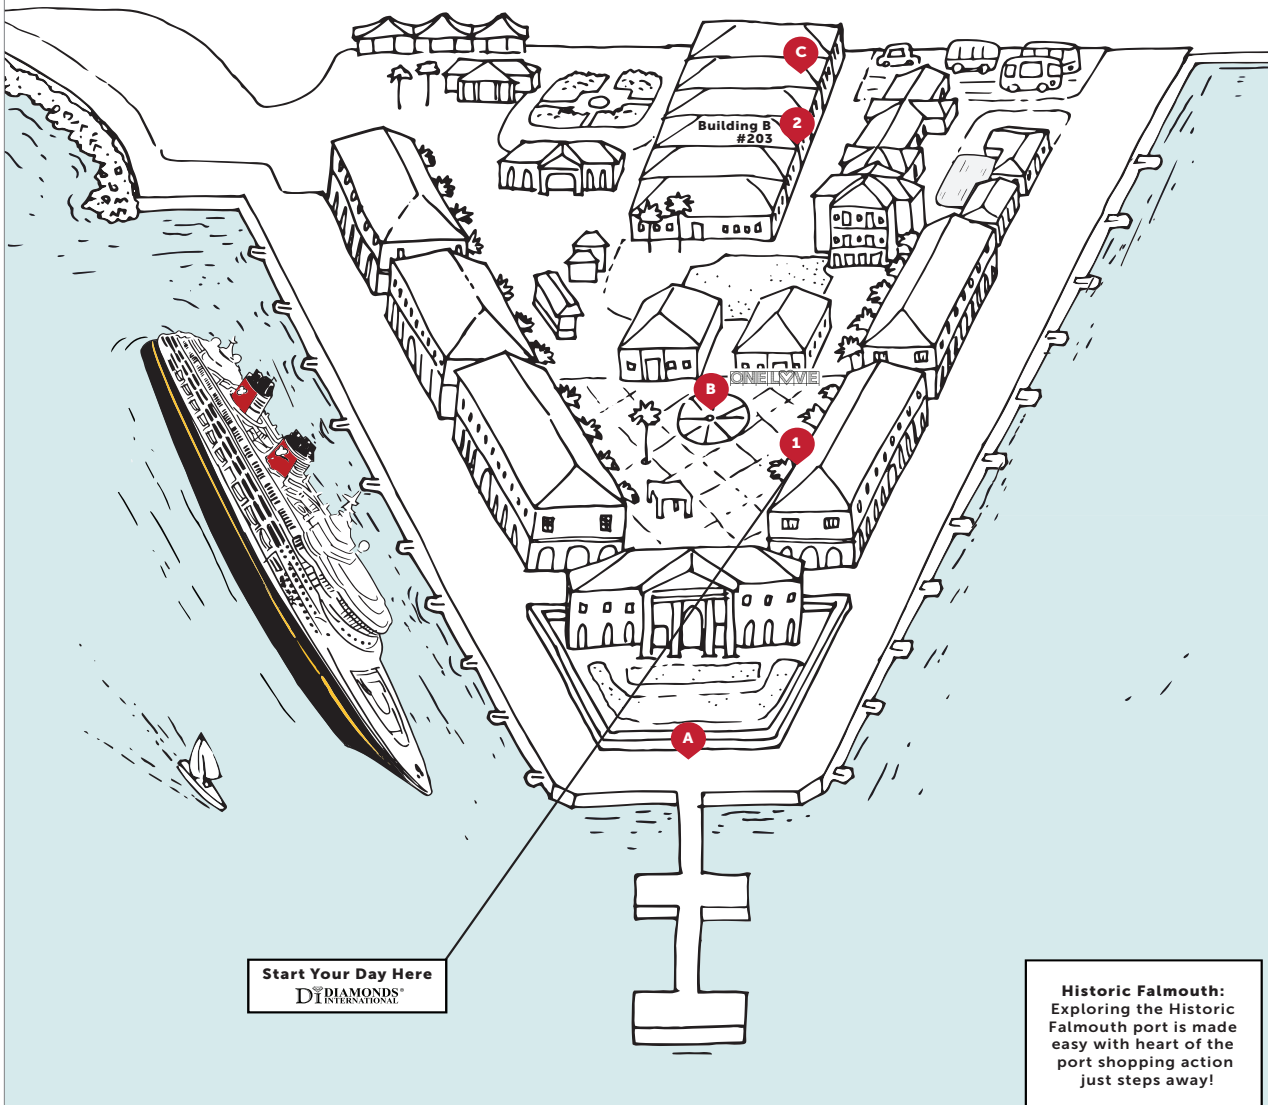 C
2
Building B
#203
ONE LOVE
B
1
A
Start Your Day Here
DI DIAMONDS®
INTERNATIONAL
Historic Falmouth:
Exploring the Historic
Falmouth port is made
easy with heart of the
port shopping action
just steps away!